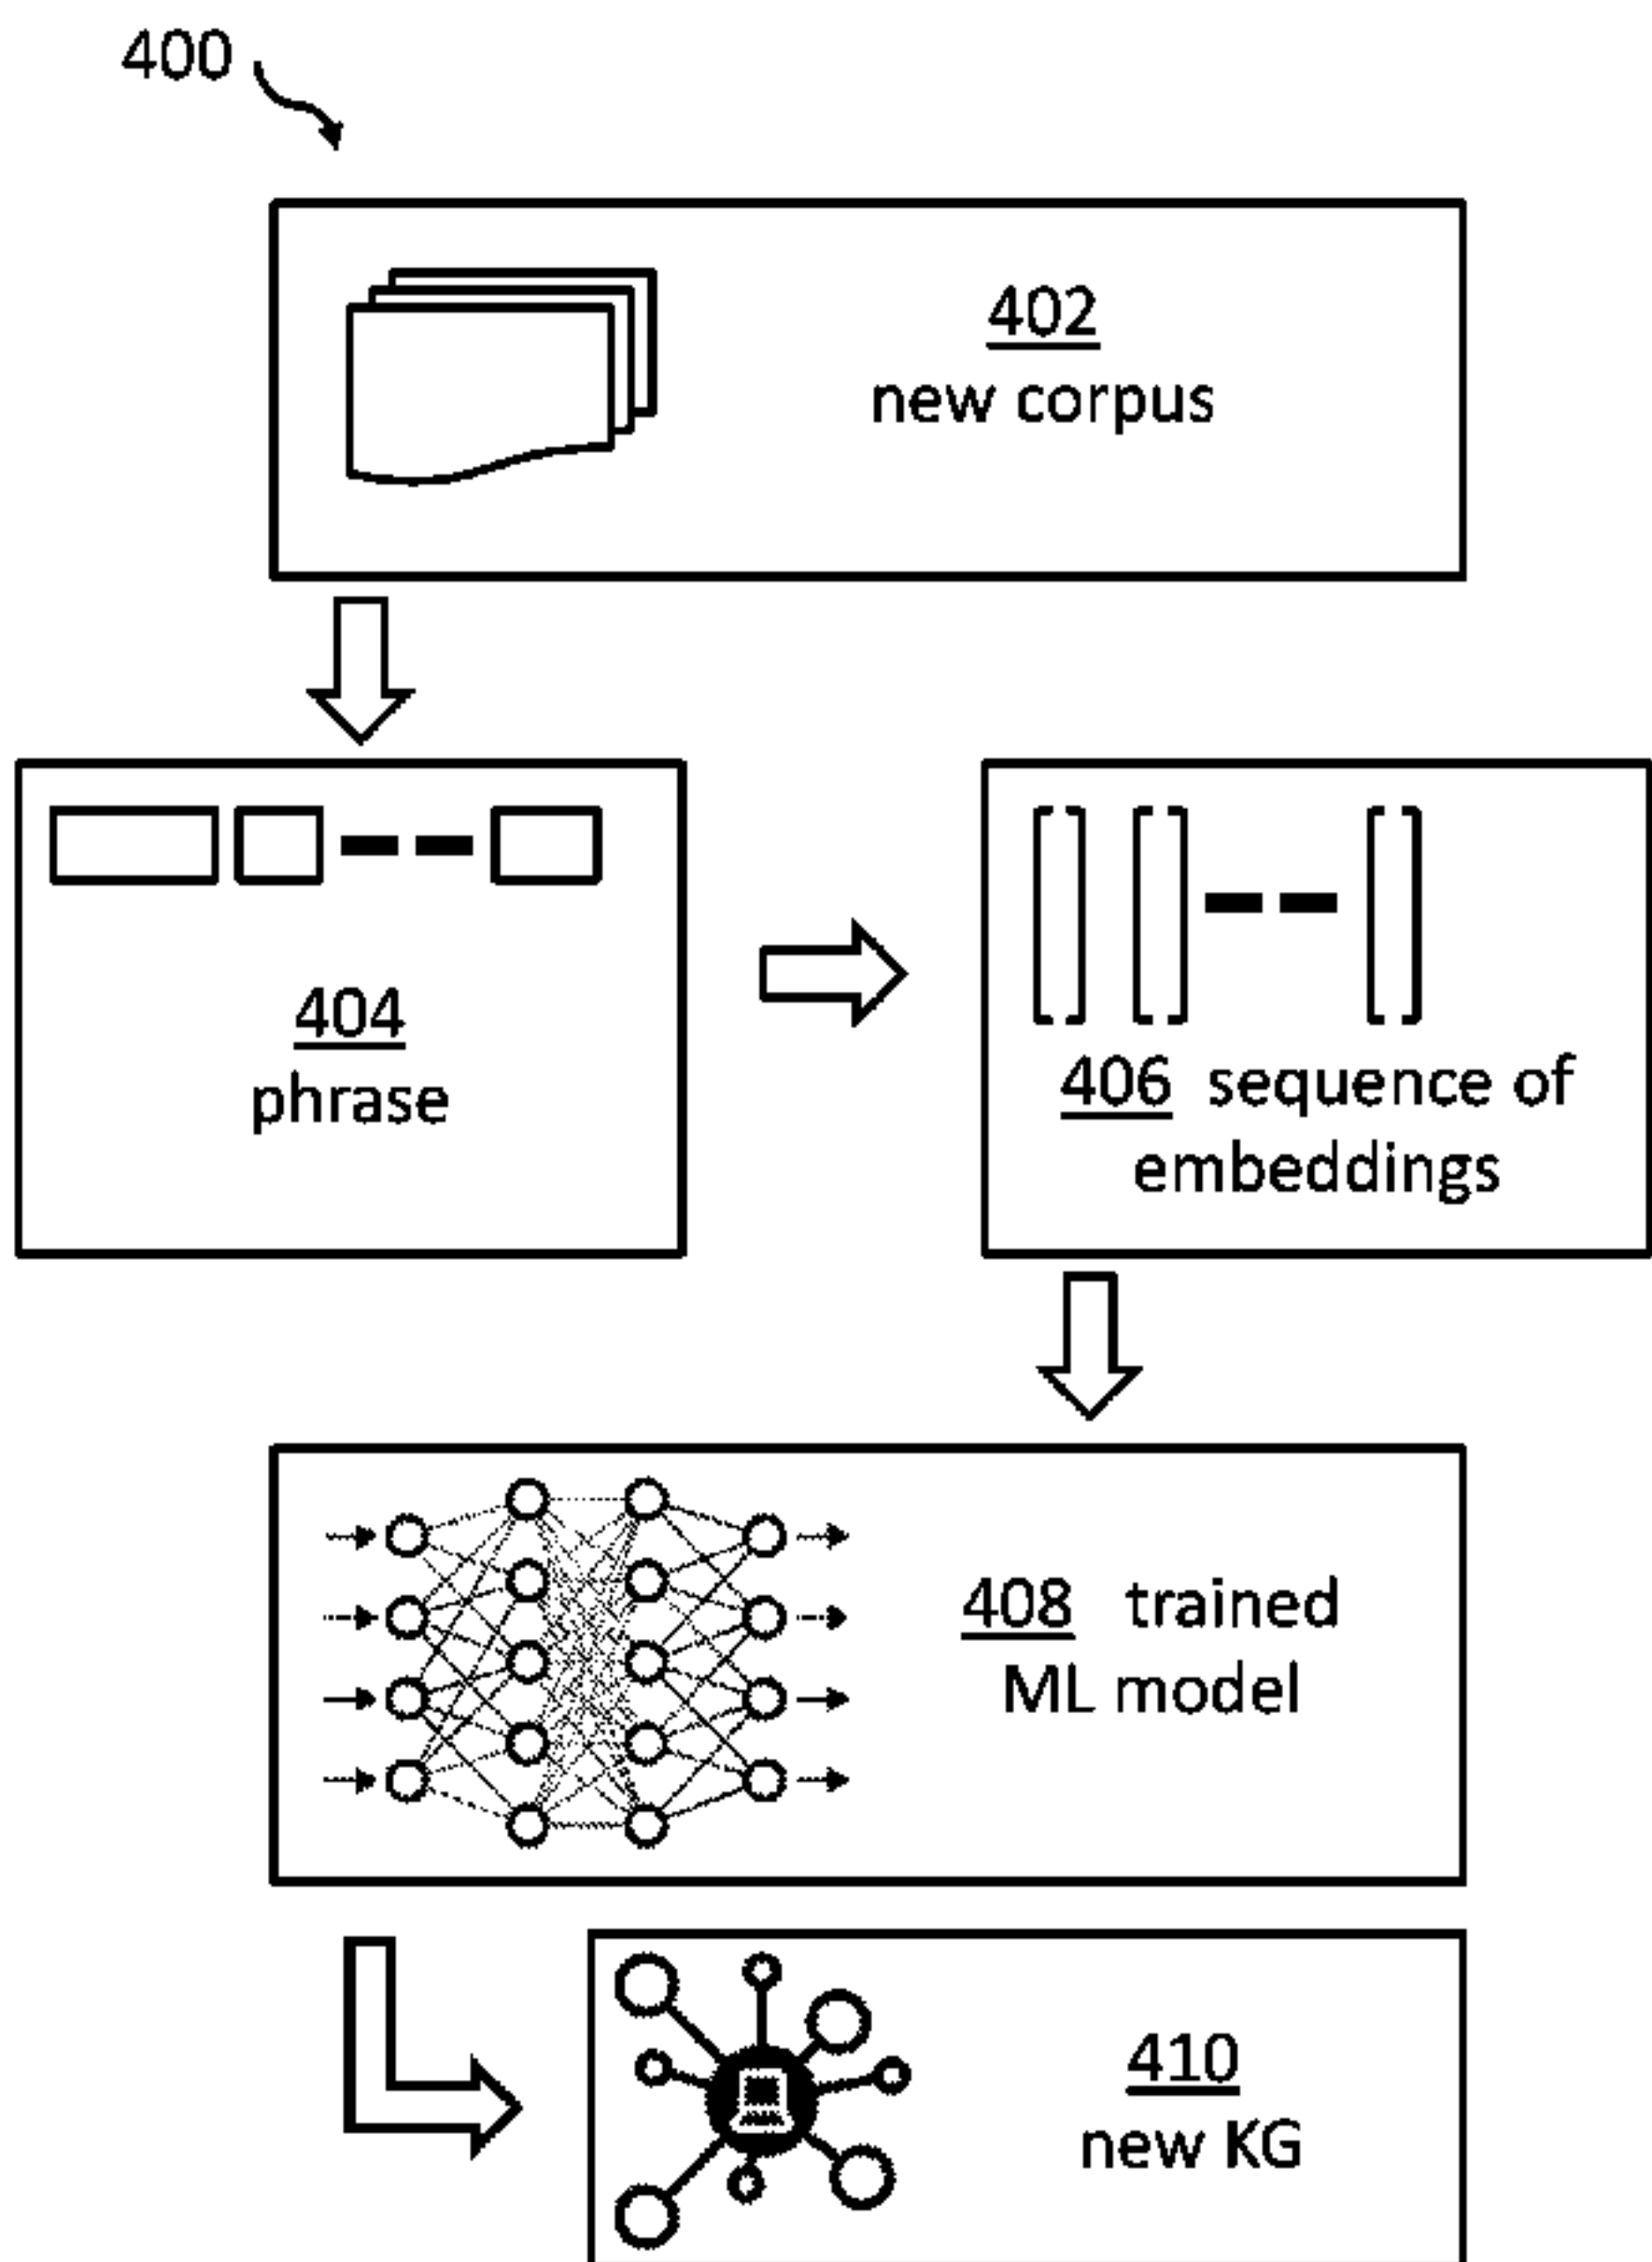 400
402
new corpus
404
phrase
406 sequence of
embeddings
408 trained
ML model
410
new KG